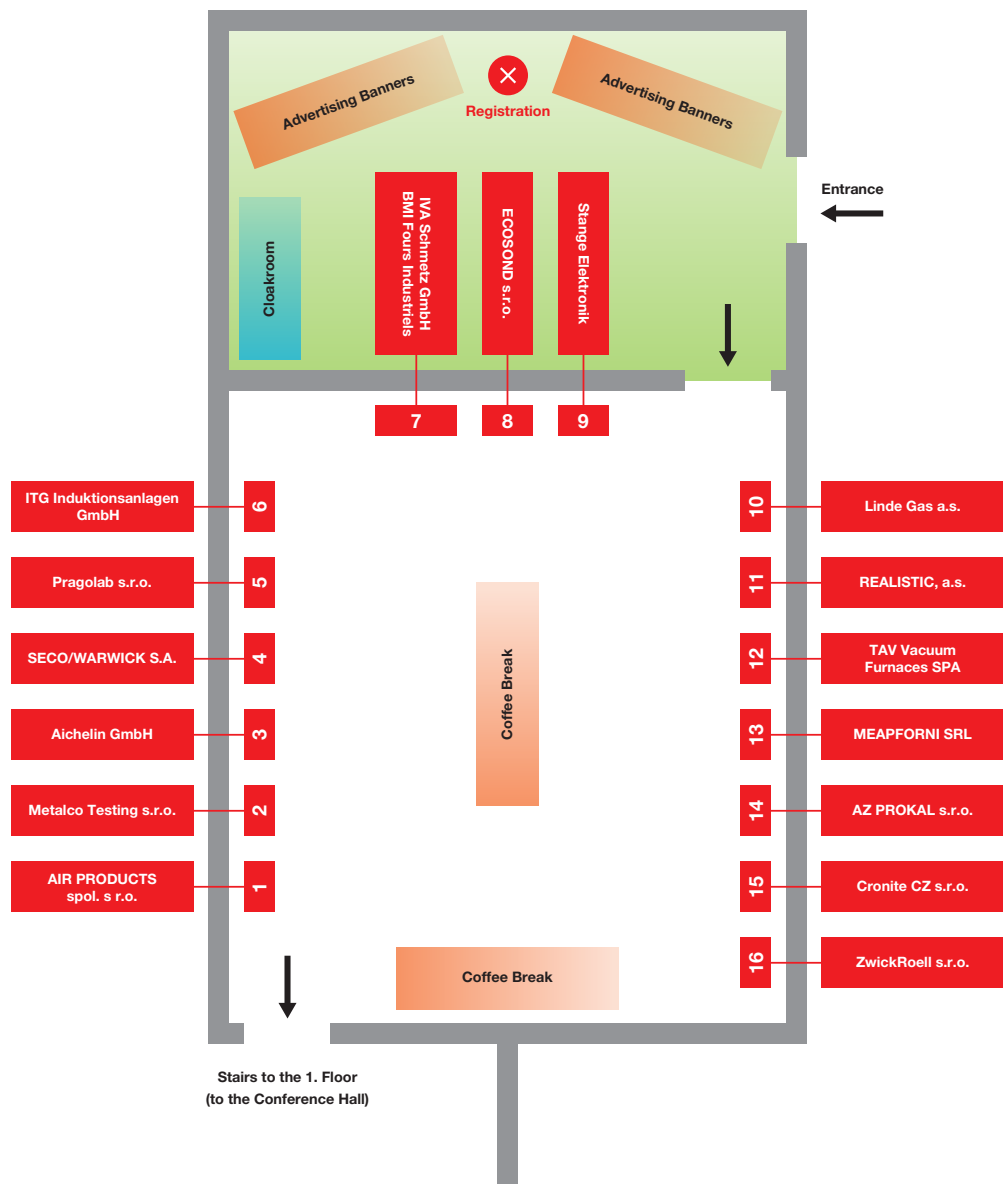 Advertising Banners
Registration
Advertising Banners
Entrance
Cloakroom
IVA Schmetz GmbH
BMI Fours Industriels
ECOSOND s.r.o.
Stange Elektronik
7
8
9
ITG Induktionsanlagen
GmbH
6
10
Linde Gas a.s.
Pragolab s.r.o.
5
11
REALISTIC, a.s.
SECO/WARWICK S.A.
4
12
TAV Vacuum
Furnaces SPA
Coffee Break
Aichelin GmbH
3
13
MEAPFORNI SRL
Metalco Testing s.r.o.
2
14
AZ PROKAL s.r.o.
AIR PRODUCTS
spol. s r.o.
1
15
Cronite CZ s.r.o.
16
ZwickRoell s.r.o.
Coffee Break
Stairs to the 1. Floor
(to the Conference Hall)